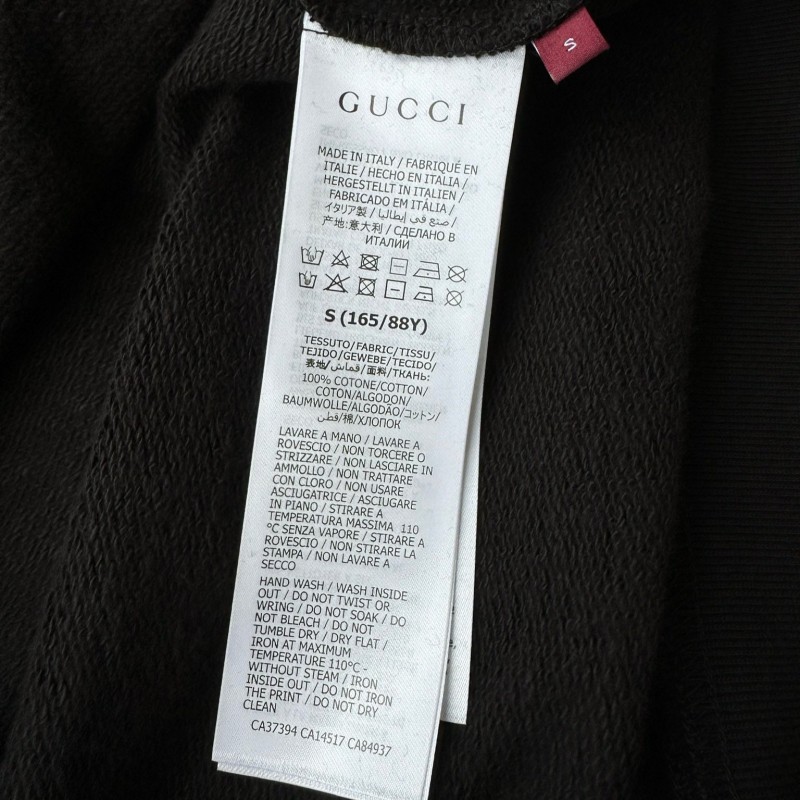 S
GUCCI
MADE IN ITALY / FABRIQUÉ EN
ITALIE / HECHO EN ITALIA /
HERGESTELLT IN ITALIEN /
FABRICADO EM ITÁLIA /
イタリア製 / صنع في إيطاليا /
产地:意大利 / СДЕЛАНО В
ИТАЛИИ
S (165/88Y)
TESSUTO/FABRIC/TISSU/
TEJIDO/GEWEBE/TECIDO/
表地/قماش/面料/ТКАНЬ:
100% COTONE/COTTON/
COTON/ALGODON/
BAUMWOLLE/ALGODÃO/コットン/
قطن/棉/ХЛОПОК
LAVARE A MANO / LAVARE A
ROVESCIO / NON TORCERE O
STRIZZARE / NON LASCIARE IN
AMMOLLO / NON TRATTARE
CON CLORO / NON USARE
ASCIUGATRICE / ASCIUGARE
IN PIANO / STIRARE A
TEMPERATURA MASSIMA 110
°C SENZA VAPORE / STIRARE A
ROVESCIO / NON STIRARE LA
STAMPA / NON LAVARE A
SECCO
HAND WASH / WASH INSIDE
OUT / DO NOT TWIST OR
WRING / DO NOT SOAK / DO
NOT BLEACH / DO NOT
TUMBLE DRY / DRY FLAT /
IRON AT MAXIMUM
TEMPERATURE 110°C -
WITHOUT STEAM / IRON
INSIDE OUT / DO NOT IRON
THE PRINT / DO NOT DRY
CLEAN
CA37394 CA14517 CA84937